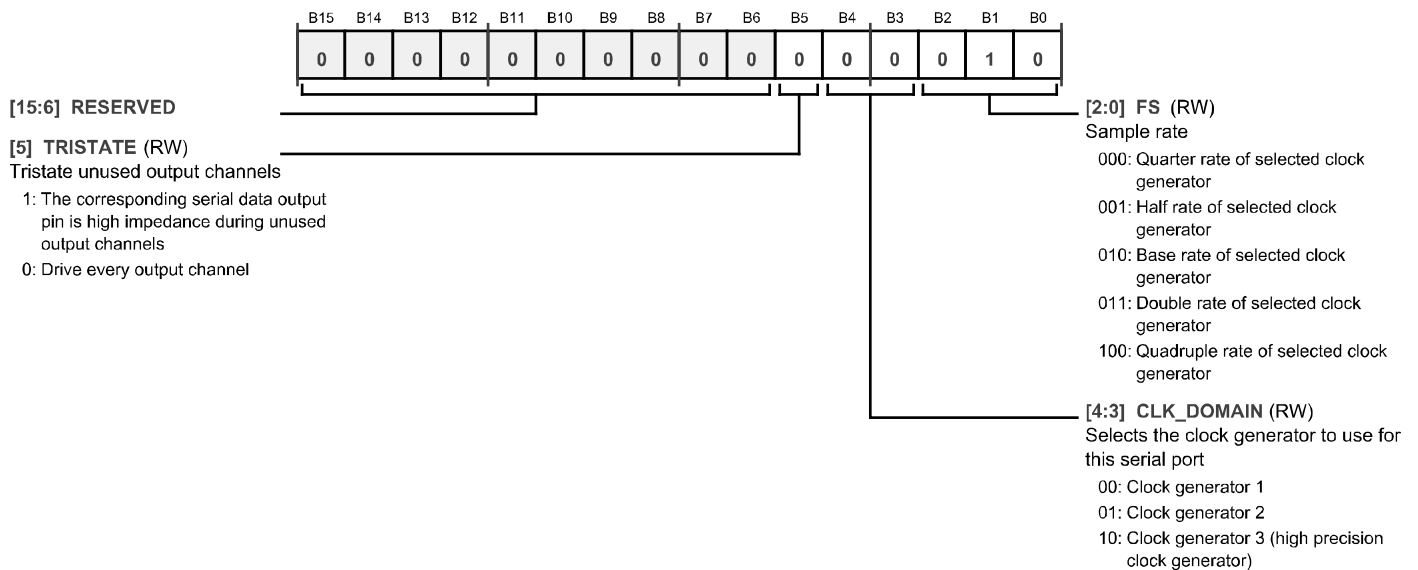 B15 B14 B13 B12 B11 B10 B9 B8 B7 B6 B5 B4 B3 B2 B1 B0
0 0 0 0 0 0 0 0 0 0 0 0 0 0 1 0
[15:6] RESERVED
[5] TRISTATE (RW)
Tristate unused output channels
1: The corresponding serial data output
pin is high impedance during unused
output channels
0: Drive every output channel
[2:0] FS (RW)
Sample rate
000: Quarter rate of selected clock
generator
001: Half rate of selected clock
generator
010: Base rate of selected clock
generator
011: Double rate of selected clock
generator
100: Quadruple rate of selected clock
generator
[4:3] CLK_DOMAIN (RW)
Selects the clock generator to use for
this serial port
00: Clock generator 1
01: Clock generator 2
10: Clock generator 3 (high precision
clock generator)